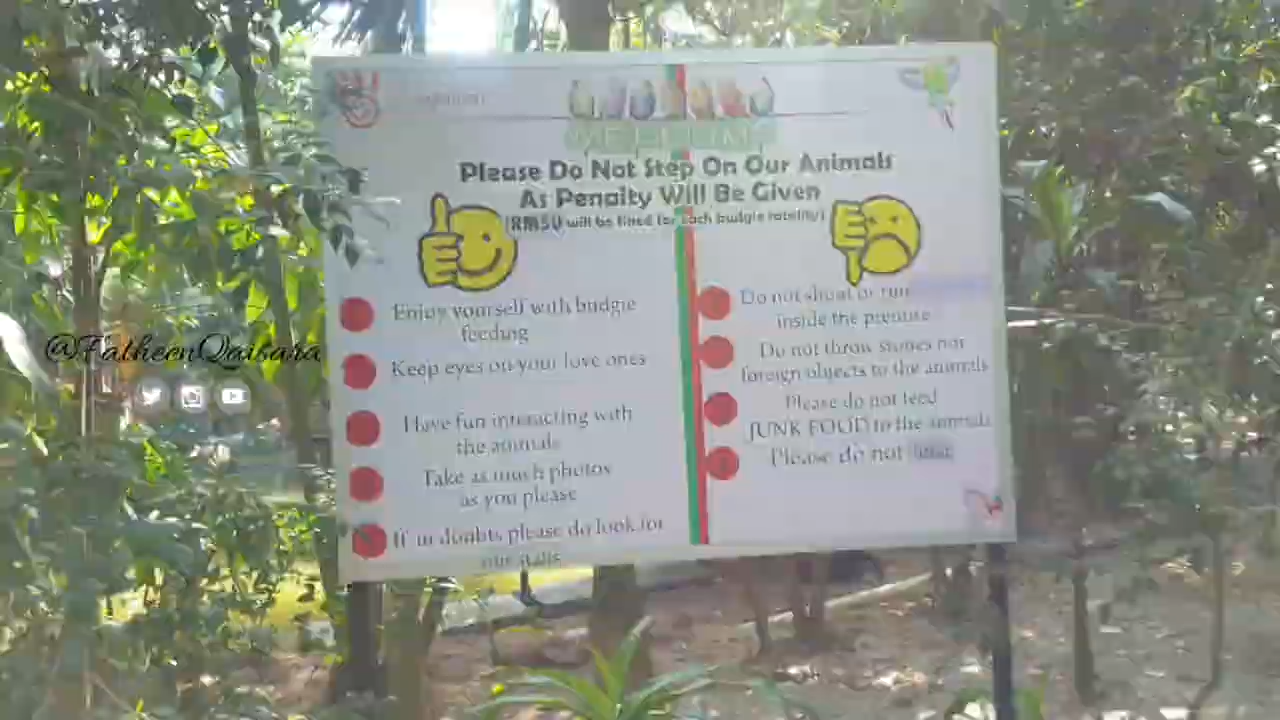 WELCOME
Please Do Not Step On Our Animals
As Penalty Will Be Given
(RM50 will be fined for each budgie fatality)
Enjoy yourself with budgie
feeding
Keep eyes on your love ones
Have fun interacting with
the animals
Take as much photos
as you please
If in doubts, please do look for
our staffs
Do not shout or run
inside the premise
Do not throw stones nor
foreign objects to the animals
Please do not feed
JUNK FOOD to the animals
Please do not
@FatheenQaisara